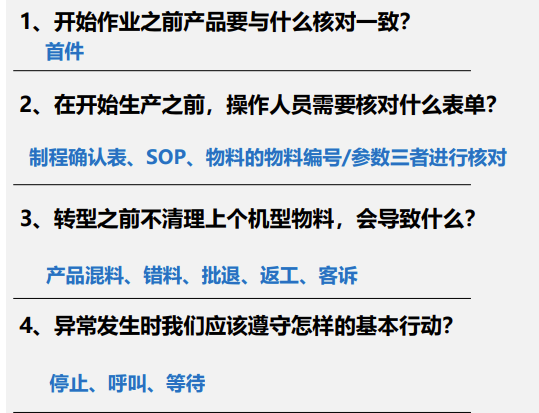 1、开始作业之前产品要与什么核对一致?
首件
2、在开始生产之前，操作人员需要核对什么表单?
制程确认表、SOP、物料的物料编号/参数三者进行核对
3、转型之前不清理上个机型物料，会导致什么?
产品混料、错料、批退、返工、客诉
4、异常发生时我们应该遵守怎样的基本行动?
停止、呼叫、等待